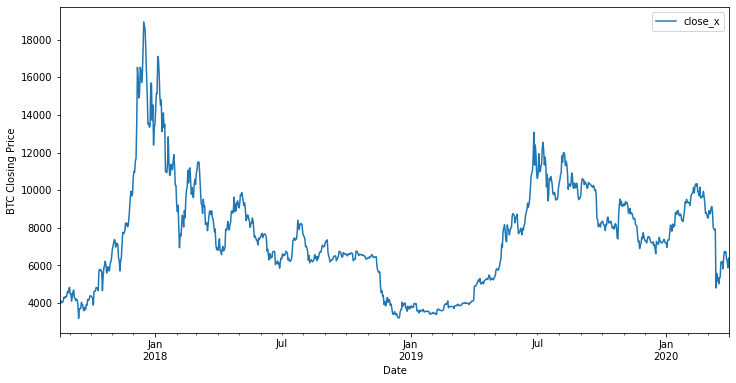 close_x
BTC Closing Price
18000
16000
14000
12000
10000
8000
6000
4000
Jan
2018
Jul
Jan
2019
Jul
Jan
2020
Date